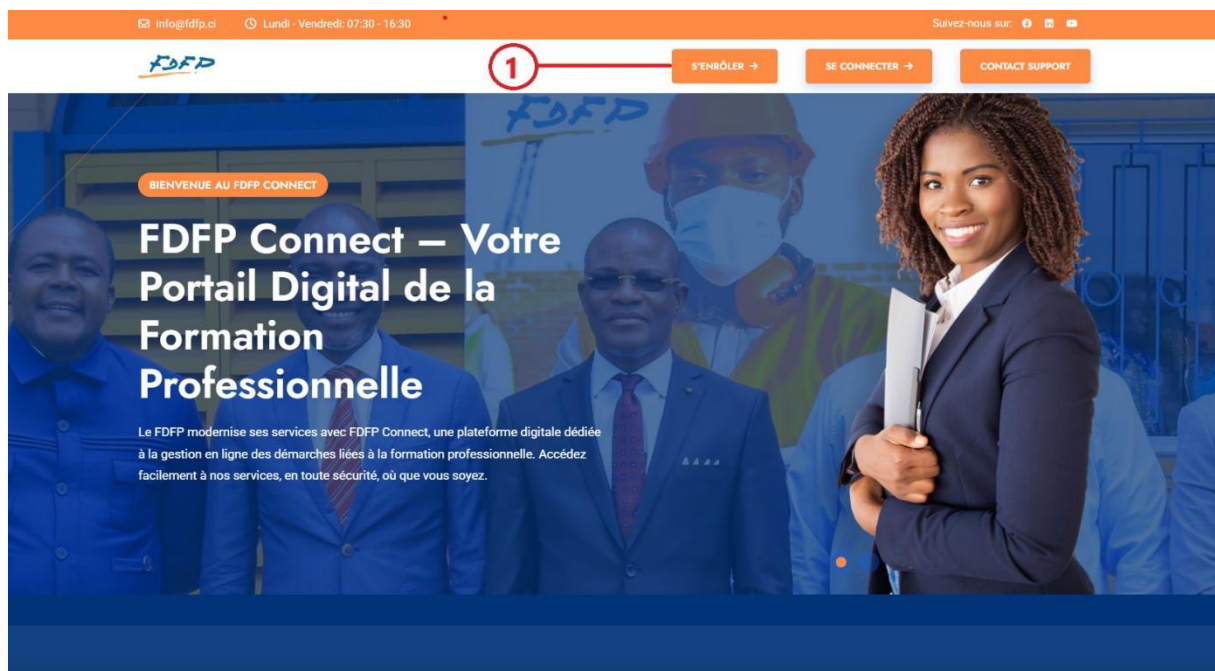 info@fdfp.ci
Lundi - Vendredi: 07:30 - 16:30
Suivez-nous sur:
FDFP
1
S'ENRÔLER →
SE CONNECTER →
CONTACT SUPPORT
FDFP
BIENVENUE AU FDFP CONNECT
FDFP Connect – Votre
Portail Digital de la
Formation
Professionnelle
Le FDFP modernise ses services avec FDFP Connect, une plateforme digitale dédiée
à la gestion en ligne des démarches liées à la formation professionnelle. Accédez
facilement à nos services, en toute sécurité, où que vous soyez.